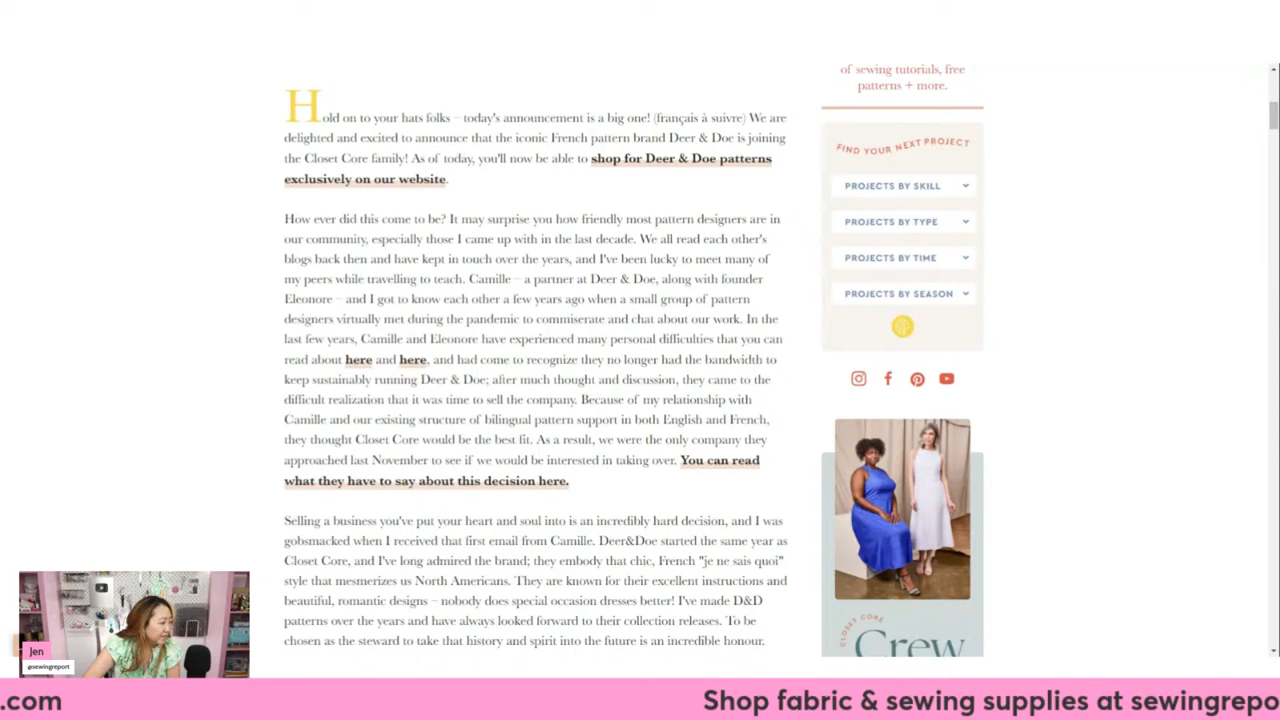 Hold on to your hats folks – today's announcement is a big one! (français à suivre) We are
delighted and excited to announce that the iconic French pattern brand Deer & Doe is joining
the Closet Core family! As of today, you'll now be able to shop for Deer & Doe patterns
exclusively on our website.
How ever did this come to be? It may surprise you how friendly most pattern designers are in
our community, especially those I came up with in the last decade. We all read each other's
blogs back then and have kept in touch over the years, and I've been lucky to meet many of
my peers while travelling to teach. Camille – a partner at Deer & Doe, along with founder
Eleonore – and I got to know each other a few years ago when a small group of pattern
designers virtually met during the pandemic to commiserate and chat about our work. In the
last few years, Camille and Eleonore have experienced many personal difficulties that you can
read about here and here, and had come to recognize they no longer had the bandwidth to
keep sustainably running Deer & Doe; after much thought and discussion, they came to the
difficult realization that it was time to sell the company. Because of my relationship with
Camille and our existing structure of bilingual pattern support in both English and French,
they thought Closet Core would be the best fit. As a result, we were the only company they
approached last November to see if we would be interested in taking over. You can read
what they have to say about this decision here.
Selling a business you've put your heart and soul into is an incredibly hard decision, and I was
gobsmacked when I received that first email from Camille. Deer&Doe started the same year as
Closet Core, and I've long admired the brand; they embody that chic, French "je ne sais quoi"
style that mesmerizes us North Americans. They are known for their excellent instructions and
beautiful, romantic designs – nobody does special occasion dresses better! I've made D&D
patterns over the years and have always looked forward to their collection releases. To be
chosen as the steward to take that history and spirit into the future is an incredible honour.
of sewing tutorials, free
patterns + more.
FIND YOUR NEXT PROJECT
PROJECTS BY SKILL
PROJECTS BY TYPE
PROJECTS BY TIME
PROJECTS BY SEASON
CLOSET CORE
Crew
Jen
@sewingreport
.com
Shop fabric & sewing supplies at sewingrepo